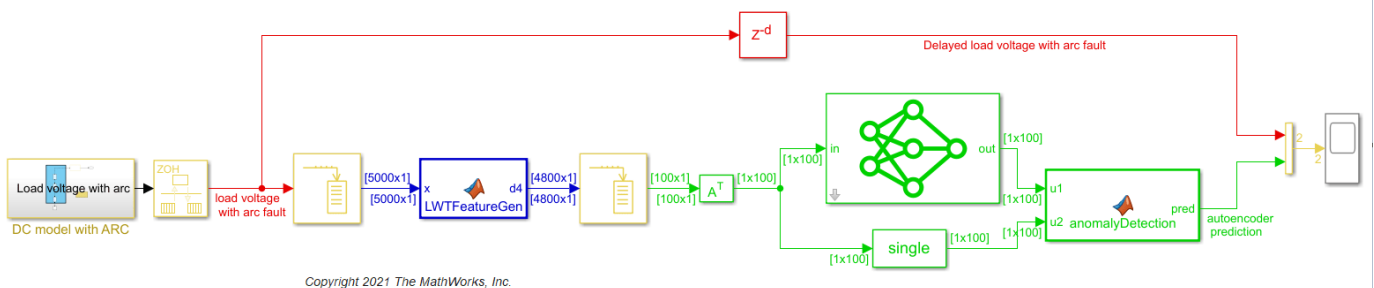 Z-d
Delayed load voltage with arc fault
Load voltage with arc
DC model with ARC
ZOH
load voltage
with arc fault
[5000x1]
[5000x1]
x
d4
LWTFeatureGen
[4800x1]
[4800x1]
[100x1]
[100x1]
AT
[1x100]
[1x100]
in
out
[1x100]
[1x100]
single
[1x100]
[1x100]
[1x100]
u1
u2
pred
anomalyDetection
autoencoder
prediction
2
2
Copyright 2021 The MathWorks, Inc.